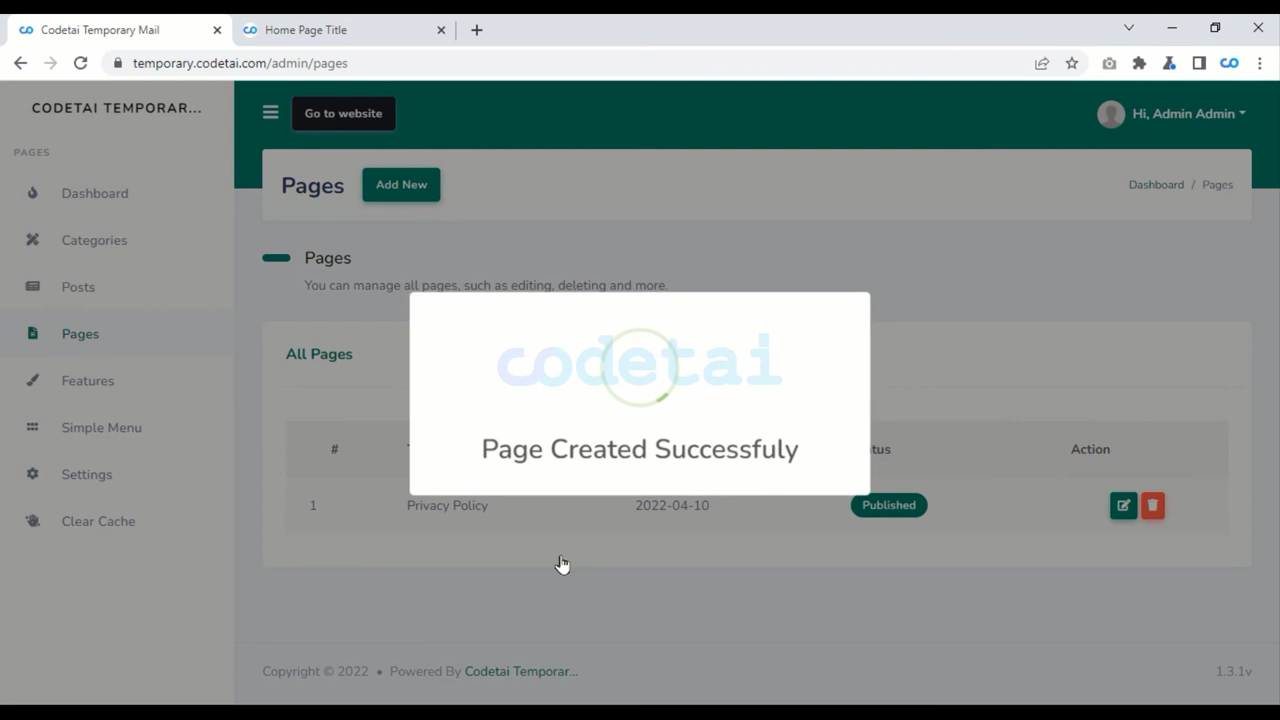 Codetai Temporary Mail
Home Page Title
temporary.codetai.com/admin/pages
CODETAI TEMPORAR...
Go to website
Hi, Admin Admin
PAGES
Dashboard
Categories
Posts
Pages
Features
Simple Menu
Settings
Clear Cache
Pages
Add New
Dashboard / Pages
Pages
You can manage all pages, such as editing, deleting and more.
All Pages
codetai
Page Created Successfuly
#
Action
1
Privacy Policy
2022-04-10
Published
Copyright © 2022 • Powered By Codetai Temporar...
1.3.1v